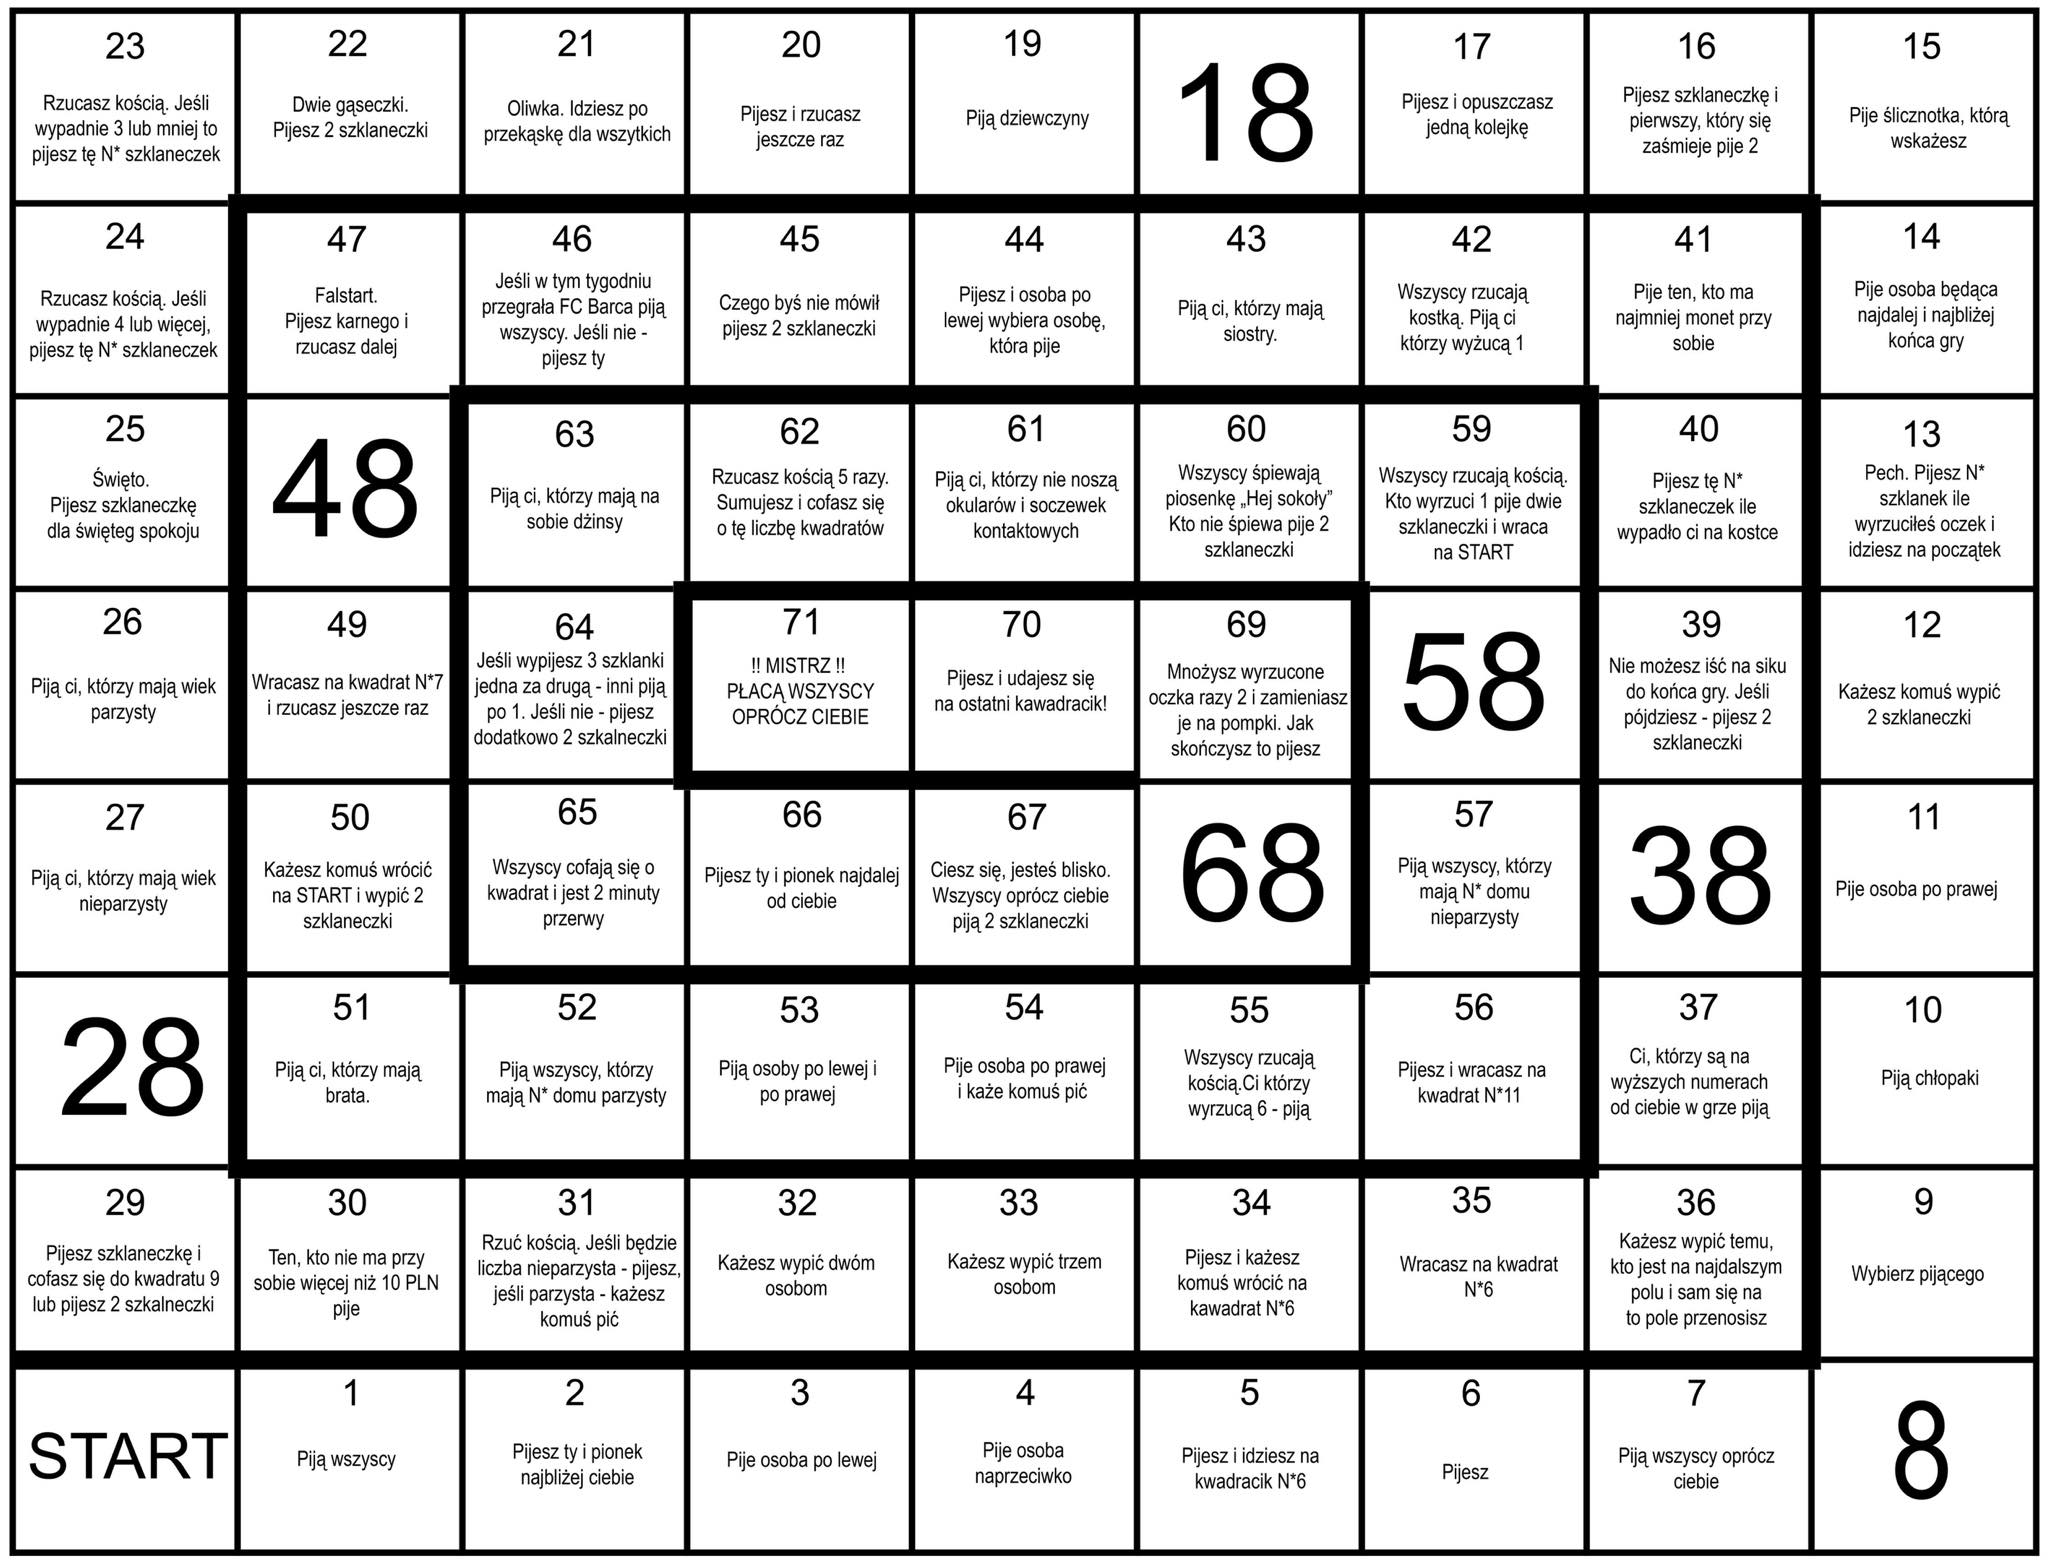 23
Rzucasz kością. Jeśli
wypadnie 3 lub mniej to
pijesz tę N* szklaneczek
22
Dwie gąseczki.
Pijesz 2 szklaneczki
21
Oliwka. Idziesz po
przekąskę dla wszytkich
20
Pijesz i rzucasz
jeszcze raz
19
Piją dziewczyny
18
17
Pijesz i opuszczasz
jedną kolejkę
16
Pijesz szklaneczkę i
pierwszy, który się
zaśmieje pije 2
15
Pije ślicznotka, którą
wskażesz
24
Rzucasz kością. Jeśli
wypadnie 4 lub więcej,
pijesz tę N* szklaneczek
47
Falstart.
Pijesz karnego i
rzucasz dalej
46
Jeśli w tym tygodniu
przegrała FC Barca piją
wszyscy. Jeśli nie -
pijesz ty
45
Czego byś nie mówił
pijesz 2 szklaneczki
44
Pijesz i osoba po
lewej wybiera osobę,
która pije
43
Piją ci, którzy mają
siostry.
42
Wszyscy rzucają
kostką. Piją ci
którzy wyżucą 1
41
Pije ten, kto ma
najmniej monet przy
sobie
14
Pije osoba będąca
najdalej i najbliżej
końca gry
25
Święto.
Pijesz szklaneczkę
dla święteg spokoju
48
63
Piją ci, którzy mają na
sobie dżinsy
62
Rzucasz kością 5 razy.
Sumujesz i cofasz się
o tę liczbę kwadratów
61
Piją ci, którzy nie noszą
okularów i soczewek
kontaktowych
60
Wszyscy śpiewają
piosenkę „Hej sokoły”
Kto nie śpiewa pije 2
szklaneczki
59
Wszyscy rzucają kością.
Kto wyrzuci 1 pije dwie
szklaneczki i wraca
na START
40
Pijesz tę N*
szklaneczek ile
wypadło ci na kostce
13
Pech. Pijesz N*
szklanek ile
wyrzuciłeś oczek i
idziesz na początek
26
Piją ci, którzy mają wiek
parzysty
49
Wracasz na kwadrat N*7
i rzucasz jeszcze raz
64
Jeśli wypijesz 3 szklanki
jedna za drugą - inni piją
po 1. Jeśli nie - pijesz
dodatkowo 2 szkalneczki
71
!! MISTRZ !!
PŁACĄ WSZYSCY
OPRÓCZ CIEBIE
70
Pijesz i udajesz się
na ostatni kawadracik!
69
Mnożysz wyrzucone
oczka razy 2 i zamieniasz
je na pompki. Jak
skończysz to pijesz
58
39
Nie możesz iść na siku
do końca gry. Jeśli
pójdziesz - pijesz 2
szklaneczki
12
Każesz komuś wypić
2 szklaneczki
27
Piją ci, którzy mają wiek
nieparzysty
50
Każesz komuś wrócić
na START i wypić 2
szklaneczki
65
Wszyscy cofają się o
kwadrat i jest 2 minuty
przerwy
66
Pijesz ty i pionek najdalej
od ciebie
67
Ciesz się, jesteś blisko.
Wszyscy oprócz ciebie
piją 2 szklaneczki
68
57
Piją wszyscy, którzy
mają N* domu
nieparzysty
38
11
Pije osoba po prawej
28
51
Piją ci, którzy mają
brata.
52
Piją wszyscy, którzy
mają N* domu parzysty
53
Piją osoby po lewej i
po prawej
54
Pije osoba po prawej
i każe komuś pić
55
Wszyscy rzucają
kością.Ci którzy
wyrzucą 6 - piją
56
Pijesz i wracasz na
kwadrat N*11
37
Ci, którzy są na
wyższych numerach
od ciebie w grze piją
10
Piją chłopaki
29
Pijesz szklaneczkę i
cofasz się do kwadratu 9
lub pijesz 2 szkalneczki
30
Ten, kto nie ma przy
sobie więcej niż 10 PLN
pije
31
Rzuć kością. Jeśli będzie
liczba nieparzysta - pijesz,
jeśli parzysta - każesz
komuś pić
32
Każesz wypić dwóm
osobom
33
Każesz wypić trzem
osobom
34
Pijesz i każesz
komuś wrócić na
kawadrat N*6
35
Wracasz na kwadrat
N*6
36
Każesz wypić temu,
kto jest na najdalszym
polu i sam się na
to pole przenosisz
9
Wybierz pijącego
START
1
Piją wszyscy
2
Pijesz ty i pionek
najbliżej ciebie
3
Pije osoba po lewej
4
Pije osoba
naprzeciwko
5
Pijesz i idziesz na
kwadracik N*6
6
Pijesz
7
Piją wszyscy oprócz
ciebie
8